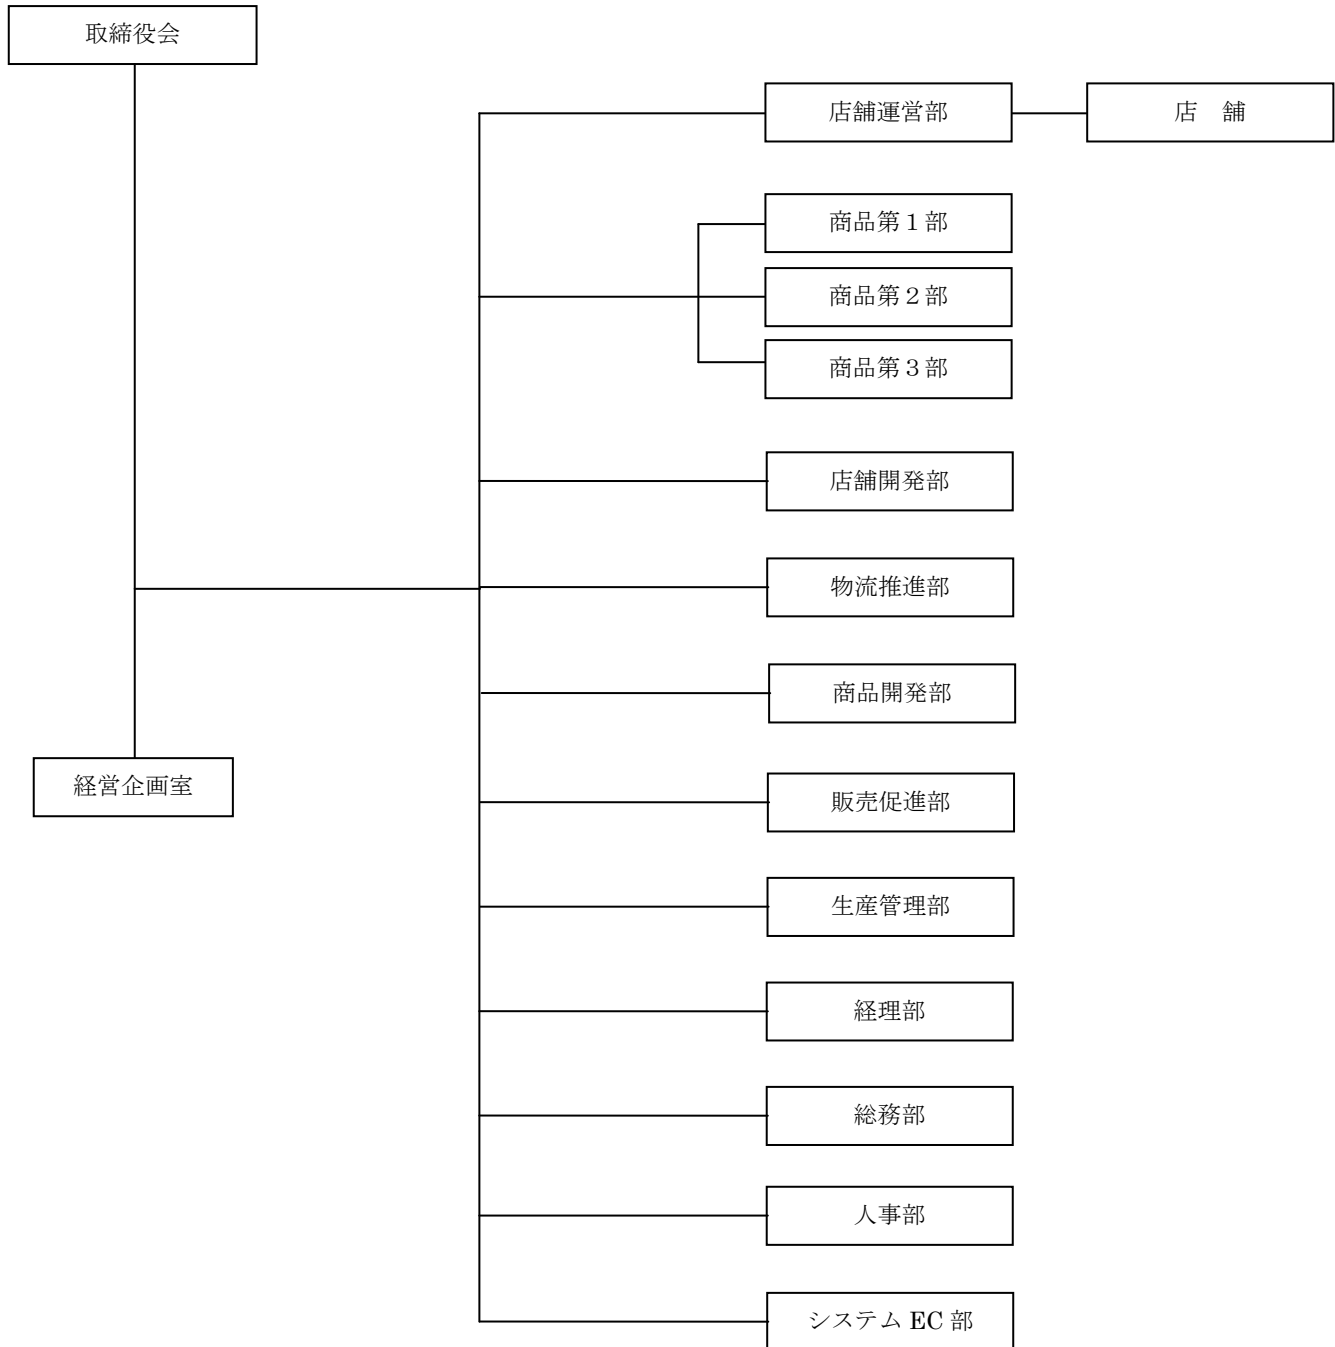 取締役会
店舗運営部
店　舗
商品第１部
商品第２部
商品第３部
店舗開発部
物流推進部
商品開発部
経営企画室
販売促進部
生産管理部
経理部
総務部
人事部
システム EC 部